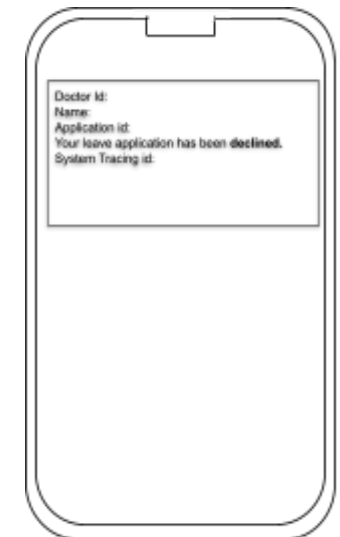 Doctor Id:
Name:
Application id:
Your leave application has been declined.
System Tracing id: